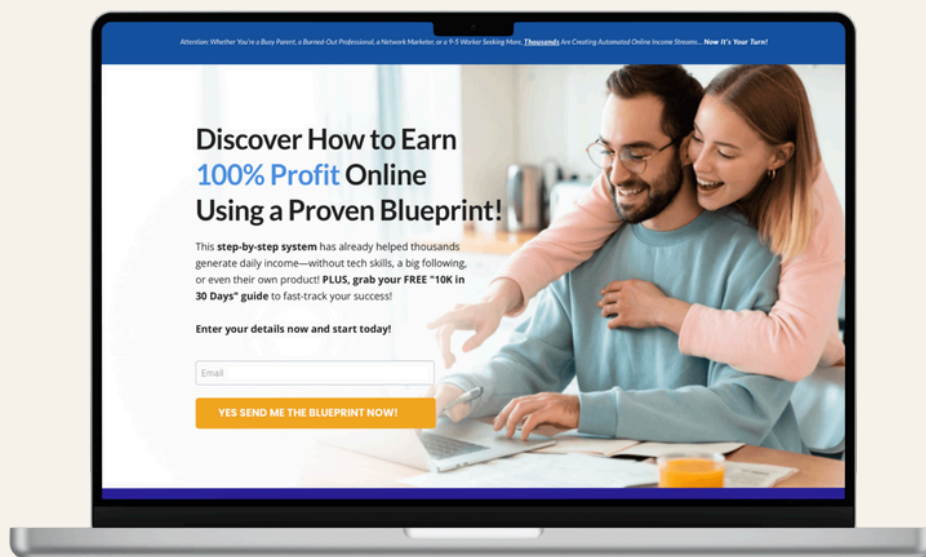 Attention: Whether You're a Busy Parent, a Burned-Out Professional, a Network Marketer, or a 9-5 Worker Seeking More, Thousands Are Creating Automated Online Income Streams... Now It's Your Turn!
Discover How to Earn
100% Profit Online
Using a Proven Blueprint!
This step-by-step system has already helped thousands
generate daily income—without tech skills, a big following,
or even their own product! PLUS, grab your FREE "10K in
30 Days" guide to fast-track your success!
Enter your details now and start today!
Email
YES SEND ME THE BLUEPRINT NOW!